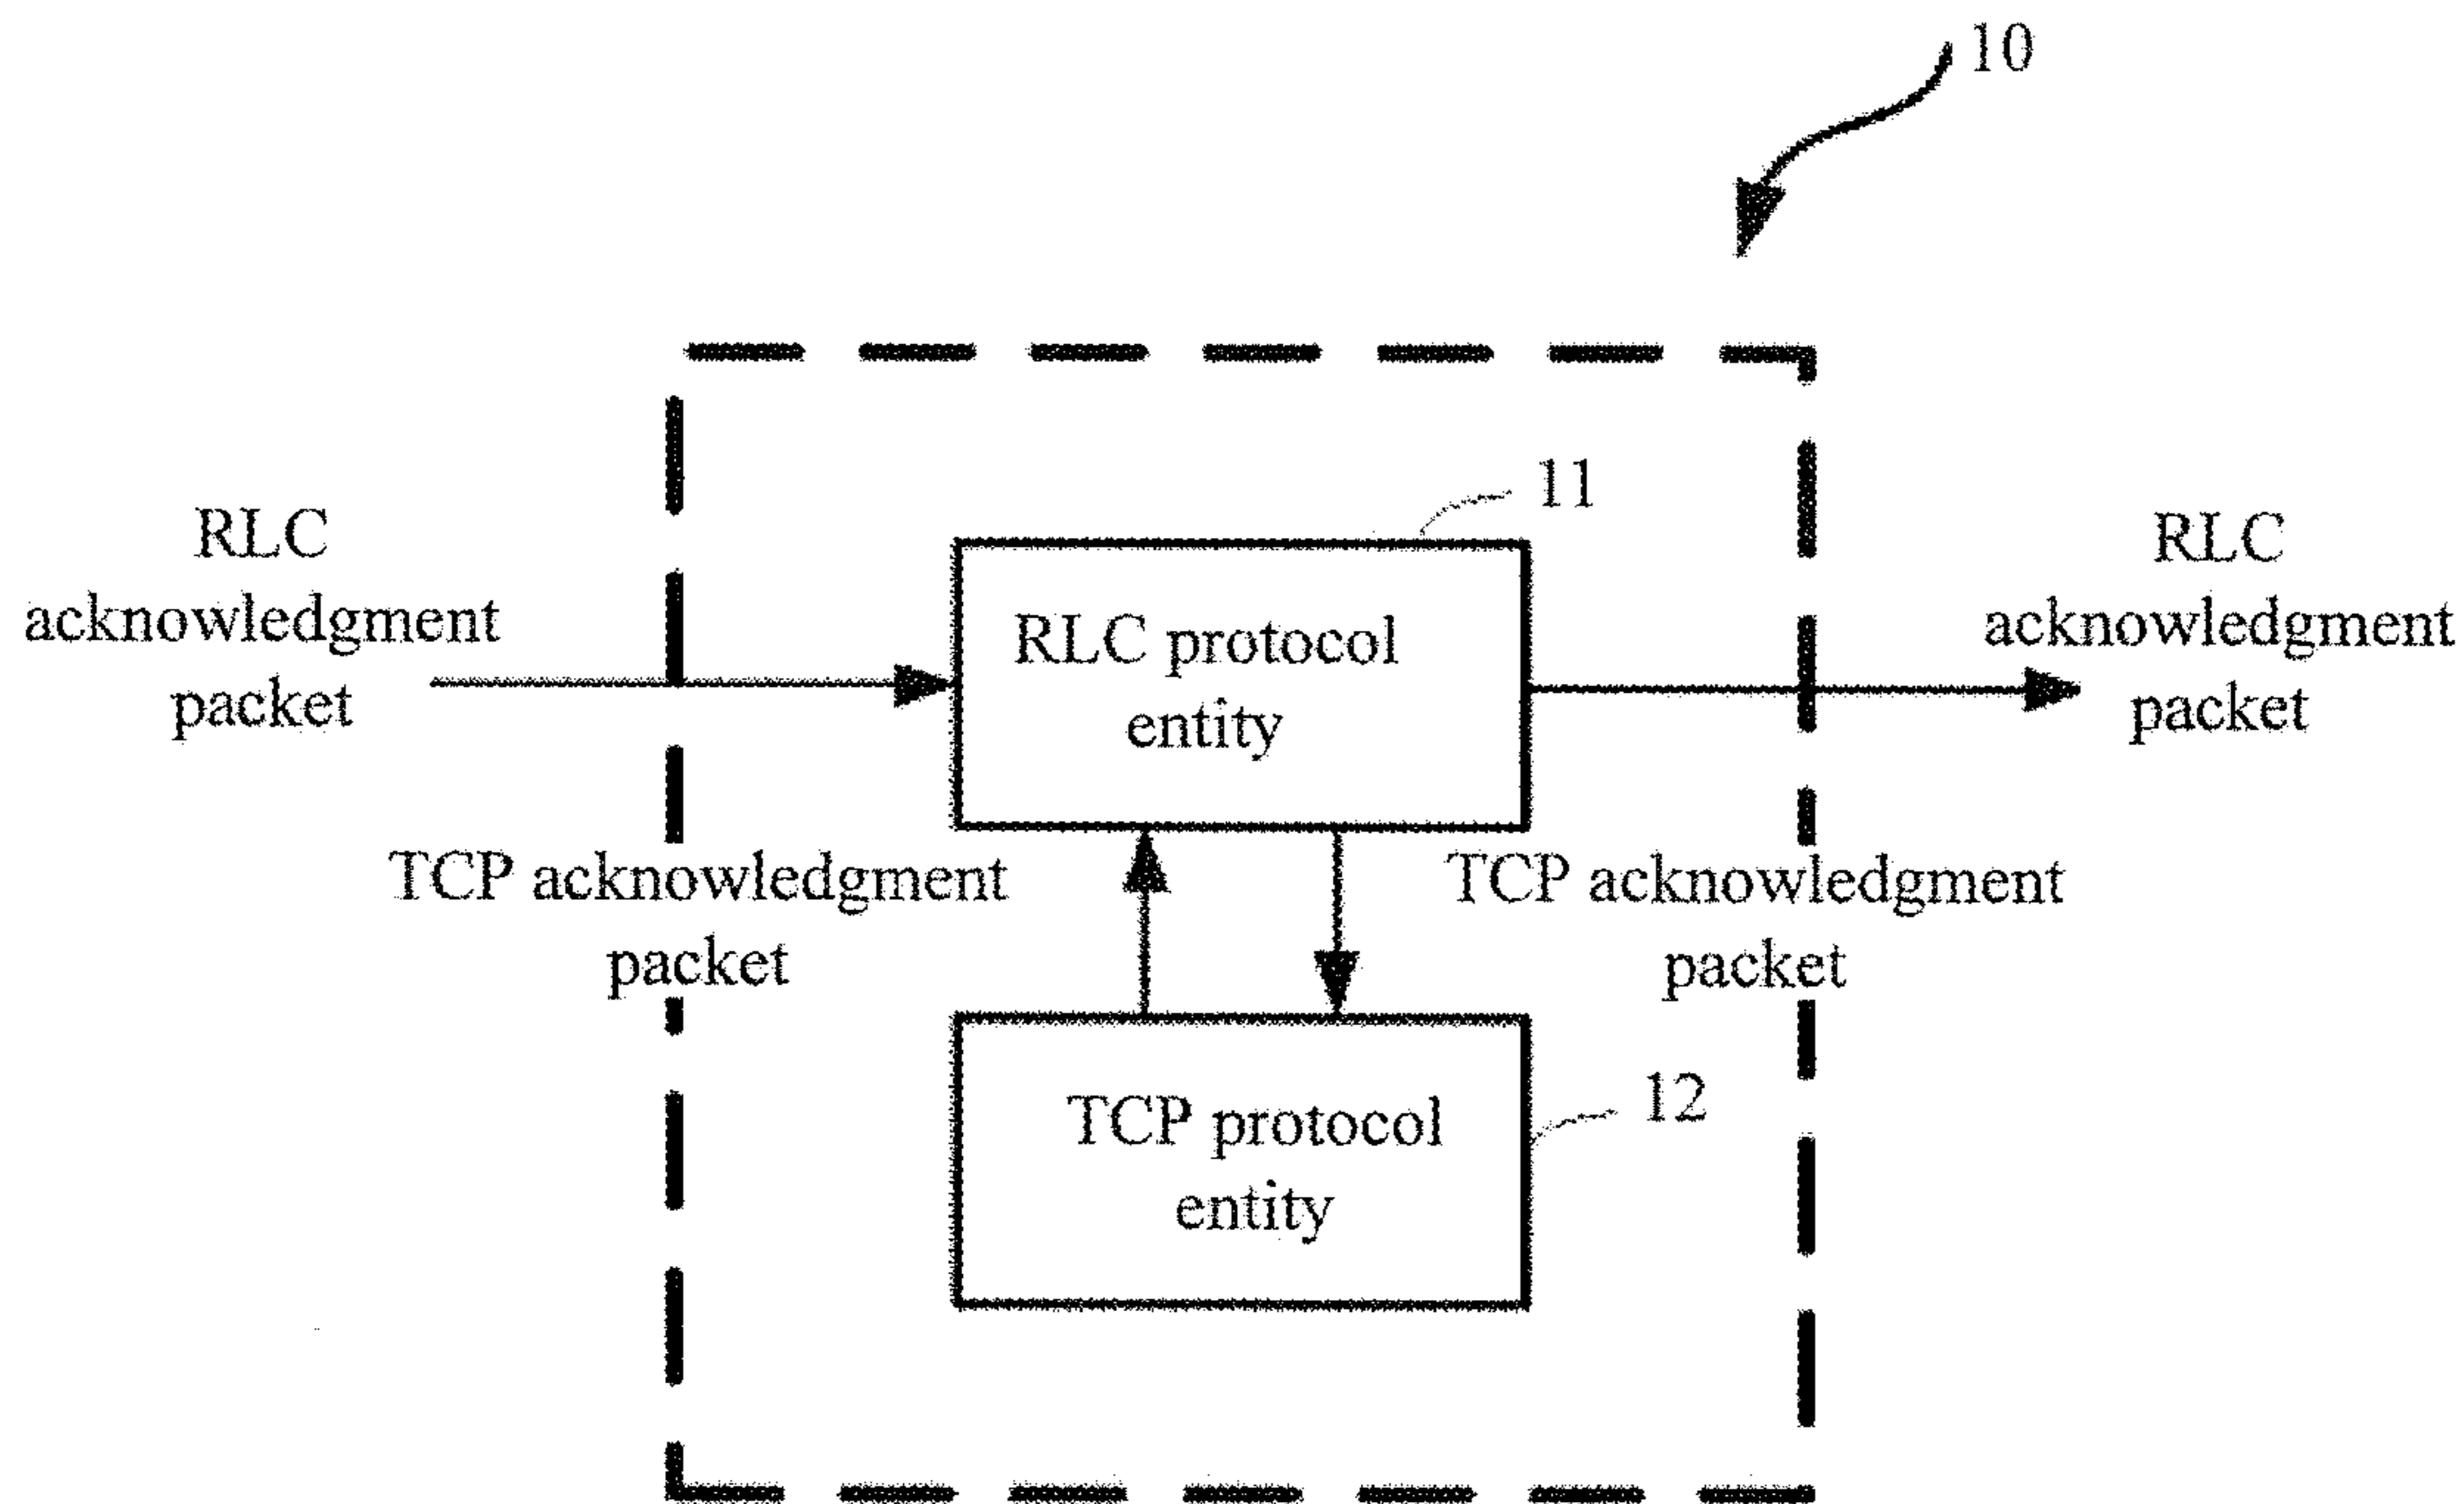 10
11
RLC
acknowledgment
packet
RLC protocol
entity
RLC
acknowledgment
packet
TCP acknowledgment
packet
TCP acknowledgment
packet
TCP protocol
entity
12